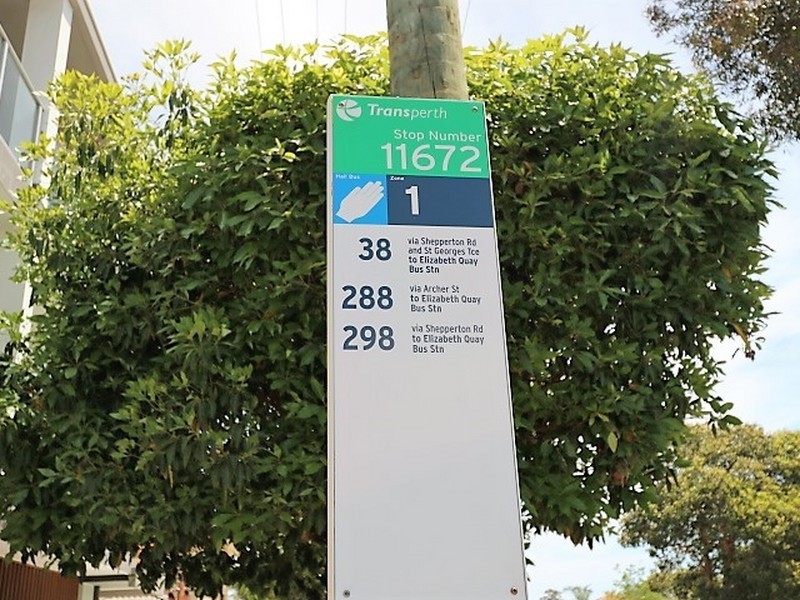 Transperth
Stop Number
11672
Hail Bus
Zone
1
38
via Shepperton Rd
and St Georges Tce
to Elizabeth Quay
Bus Stn
288
via Archer St
to Elizabeth Quay
Bus Stn
298
via Shepperton Rd
to Elizabeth Quay
Bus Stn